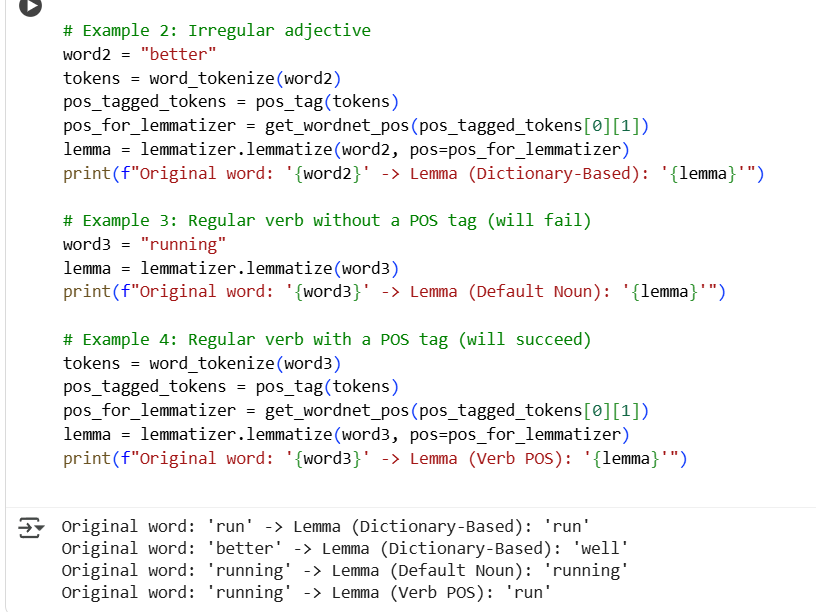 # Example 2: Irregular adjective
word2 = "better"
tokens = word_tokenize(word2)
pos_tagged_tokens = pos_tag(tokens)
pos_for_lemmatizer = get_wordnet_pos(pos_tagged_tokens[0][1])
lemma = lemmatizer.lemmatize(word2, pos=pos_for_lemmatizer)
print(f"Original word: '{word2}' -> Lemma (Dictionary-Based): '{lemma}'")
# Example 3: Regular verb without a POS tag (will fail)
word3 = "running"
lemma = lemmatizer.lemmatize(word3)
print(f"Original word: '{word3}' -> Lemma (Default Noun): '{lemma}'")
# Example 4: Regular verb with a POS tag (will succeed)
tokens = word_tokenize(word3)
pos_tagged_tokens = pos_tag(tokens)
pos_for_lemmatizer = get_wordnet_pos(pos_tagged_tokens[0][1])
lemma = lemmatizer.lemmatize(word3, pos=pos_for_lemmatizer)
print(f"Original word: '{word3}' -> Lemma (Verb POS): '{lemma}'")
Original word: 'run' -> Lemma (Dictionary-Based): 'run'
Original word: 'better' -> Lemma (Dictionary-Based): 'well'
Original word: 'running' -> Lemma (Default Noun): 'running'
Original word: 'running' -> Lemma (Verb POS): 'run'